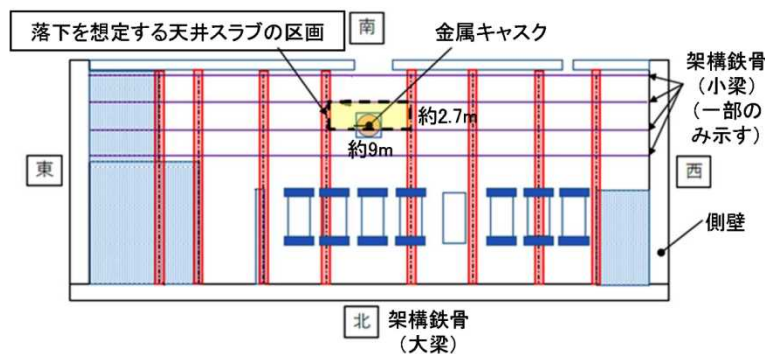 落下を想定する天井スラブの区画
南
金属キャスク
架構鉄骨
(小梁)
(一部の
み示す)
約2.7m
約9m
東
西
側壁
北
架構鉄骨
(大梁)